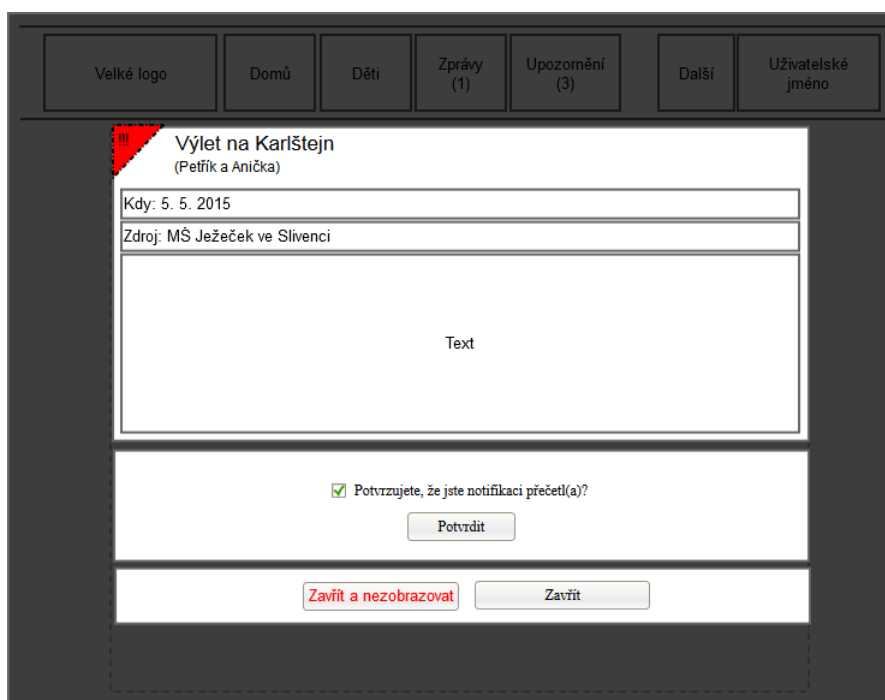 Velké logo
Domů
Děti
Zprávy
(1)
Upozornění
(3)
Další
Uživatelské
jméno
!!!
Výlet na Karlštejn
(Petřík a Anička)
Kdy: 5. 5. 2015
Zdroj: MŠ Ježeček ve Slivenci
Text
Potvrzujete, že jste notifikaci přečetl(a)?
Potvrdit
Zavřít a nezobrazovat
Zavřít